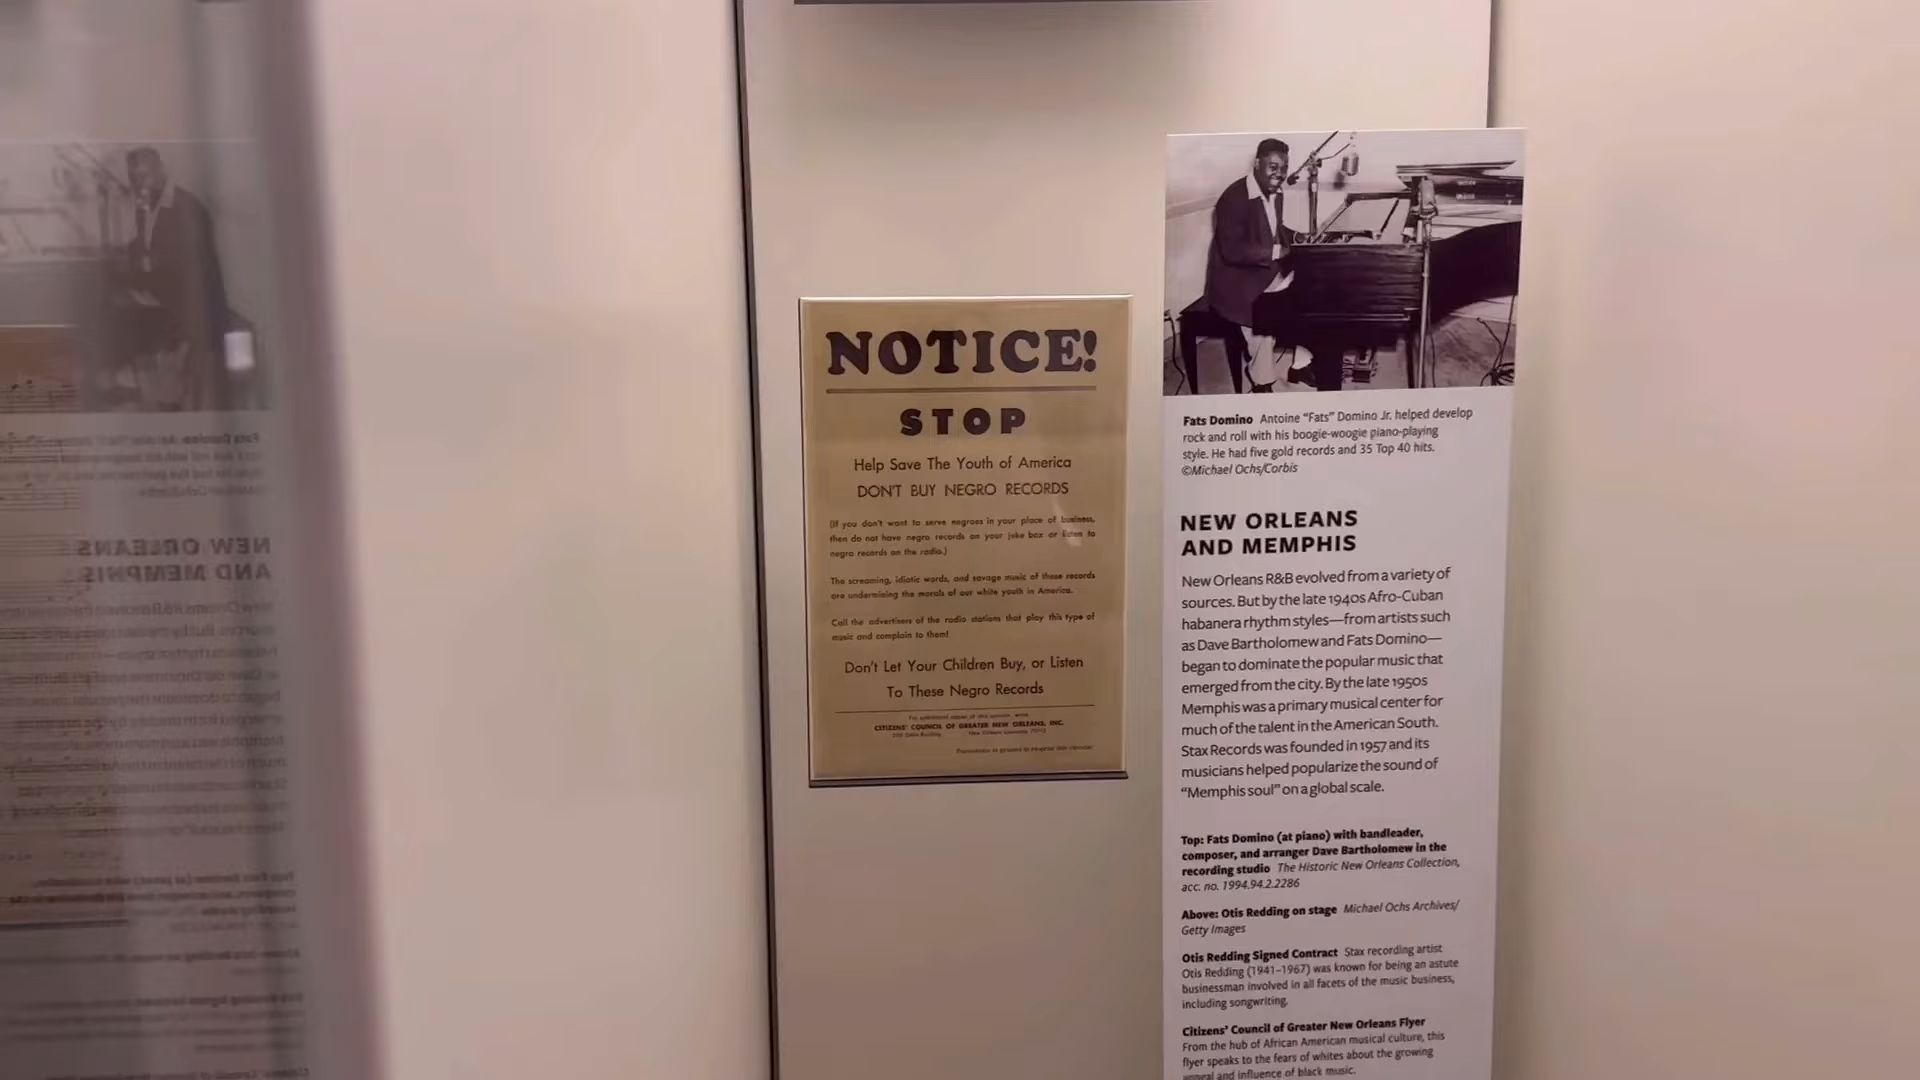 NOTICE!
STOP
Help Save The Youth of America
DON'T BUY NEGRO RECORDS
(If you don't want to serve negroes in your place of business,
then do not have negro records on your juke box or listen to
negro records on the radio.)
The screaming, idiotic words, and savage music of these records
are undermining the morals of our white youth in America.
Call the advertisers of the radio stations that play this type of
music and complain to them!
Don't Let Your Children Buy, or Listen
To These Negro Records
For additional copies of this circular, write
CITIZENS' COUNCIL OF GREATER NEW ORLEANS, INC.
New Orleans, Louisiana
Permission is granted to reprint this circular
Fats Domino Antoine “Fats” Domino Jr. helped develop
rock and roll with his boogie-woogie piano-playing
style. He had five gold records and 35 Top 40 hits.
©Michael Ochs/Corbis
NEW ORLEANS
AND MEMPHIS
New Orleans R&B evolved from a variety of
sources. But by the late 1940s Afro-Cuban
habanera rhythm styles—from artists such
as Dave Bartholomew and Fats Domino—
began to dominate the popular music that
emerged from the city. By the late 1950s
Memphis was a primary musical center for
much of the talent in the American South.
Stax Records was founded in 1957 and its
musicians helped popularize the sound of
“Memphis soul” on a global scale.
Top: Fats Domino (at piano) with bandleader,
composer, and arranger Dave Bartholomew in the
recording studio The Historic New Orleans Collection,
acc. no. 1994.94.2.2286
Above: Otis Redding on stage Michael Ochs Archives/
Getty Images
Otis Redding Signed Contract Stax recording artist
Otis Redding (1941–1967) was known for being an astute
businessman involved in all facets of the music business,
including songwriting.
Citizens' Council of Greater New Orleans Flyer
From the hub of African American musical culture, this
flyer speaks to the fears of whites about the growing
appeal and influence of black music.